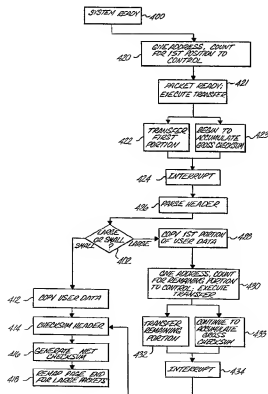 SYSTEM READY
400
GIVE ADDRESS, COUNT
FOR 1ST POSITION TO
CONTROL
420
PACKET READY;
EXECUTE TRANSFER
421
TRANSFER
FIRST
PORTION
422
BEGIN TO
ACCUMULATE
GROSS CHECKSUM
423
INTERRUPT
424
PARSE HEADER
426
LARGE
OR SMALL
?
402
SMALL
LARGE
COPY 1ST PORTION
OF USER DATA
428
GIVE ADDRESS, COUNT
FOR REMAINING PORTION
TO CONTROL; EXECUTE
TRANSFER
430
412
COPY USER DATA
414
CHECKSUM HEADER
416
GENERATE NET
CHECKSUM
418
REMAP PAGE END
FOR LARGE PACKETS
TRANSFER
REMAINING
PORTION
432
CONTINUE TO
ACCUMULATE
GROSS
CHECKSUM
433
INTERRUPT
434